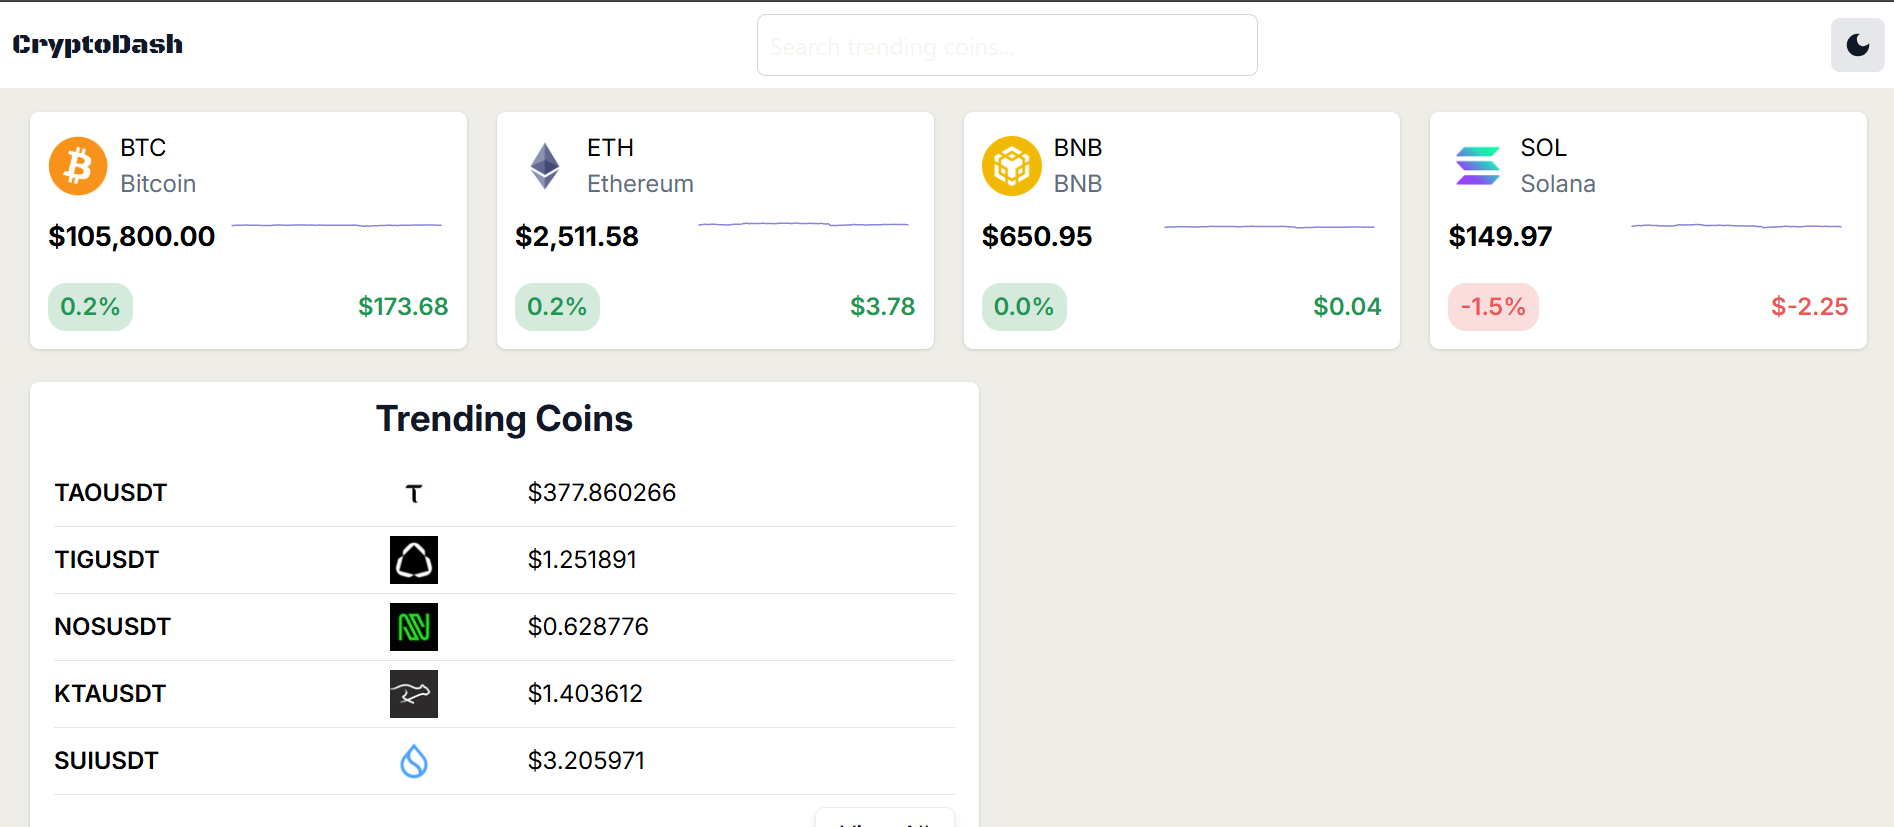 CryptoDash
Search trending coins...
BTC
Bitcoin
$105,800.00
0.2%
$173.68
ETH
Ethereum
$2,511.58
0.2%
$3.78
BNB
BNB
$650.95
0.0%
$0.04
SOL
Solana
$149.97
-1.5%
$-2.25
Trending Coins
TAOUSDT
$377.860266
TIGUSDT
$1.251891
NOSUSDT
$0.628776
KTAUSDT
$1.403612
SUIUSDT
$3.205971